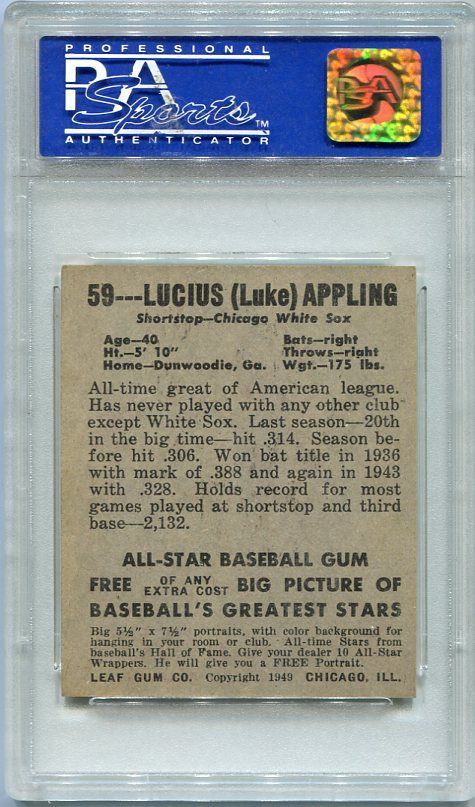 PROFESSIONAL
PSA
Sports™
AUTHENTICATOR
PSA
59---LUCIUS (Luke) APPLING
Shortstop—Chicago White Sox
Age—40 Bats—right
Ht.—5' 10" Throws—right
Home—Dunwoodie, Ga. Wgt.—175 lbs.
All-time great of American league.
Has never played with any other club
except White Sox. Last season—20th
in the big time—hit .314. Season be-
fore hit .306. Won bat title in 1936
with mark of .388 and again in 1943
with .328. Holds record for most
games played at shortstop and third
base—2,132.
ALL-STAR BASEBALL GUM
FREE OF ANY EXTRA COST BIG PICTURE OF
BASEBALL'S GREATEST STARS
Big 5½" x 7½" portraits, with color background for
hanging in your room or club. All-time Stars from
baseball's Hall of Fame. Give your dealer 10 All-Star
Wrappers. He will give you a FREE Portrait.
LEAF GUM CO. Copyright 1949 CHICAGO, ILL.